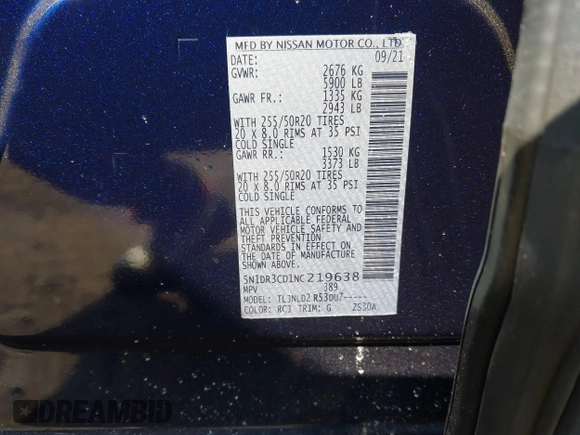 MFD BY NISSAN MOTOR CO., LTD.
DATE: 09/21
GVWR: 2676 KG
5900 LB
GAWR FR.: 1335 KG
2943 LB
WITH 255/50R20 TIRES
20 X 8.0 RIMS AT 35 PSI
COLD SINGLE
GAWR RR.: 1530 KG
3373 LB
WITH 255/50R20 TIRES
20 X 8.0 RIMS AT 35 PSI
COLD SINGLE
THIS VEHICLE CONFORMS TO
ALL APPLICABLE FEDERAL
MOTOR VEHICLE SAFETY AND
THEFT PREVENTION
STANDARDS IN EFFECT ON
THE DATE OF MANUFACTURE
SHOWN ABOVE.
5N1DR3CD1NC219638
MPV 389
MODEL: TL3NLD2 R53DUZ-----
COLOR: RCJ TRIM: G ZS30A
DREAMBID